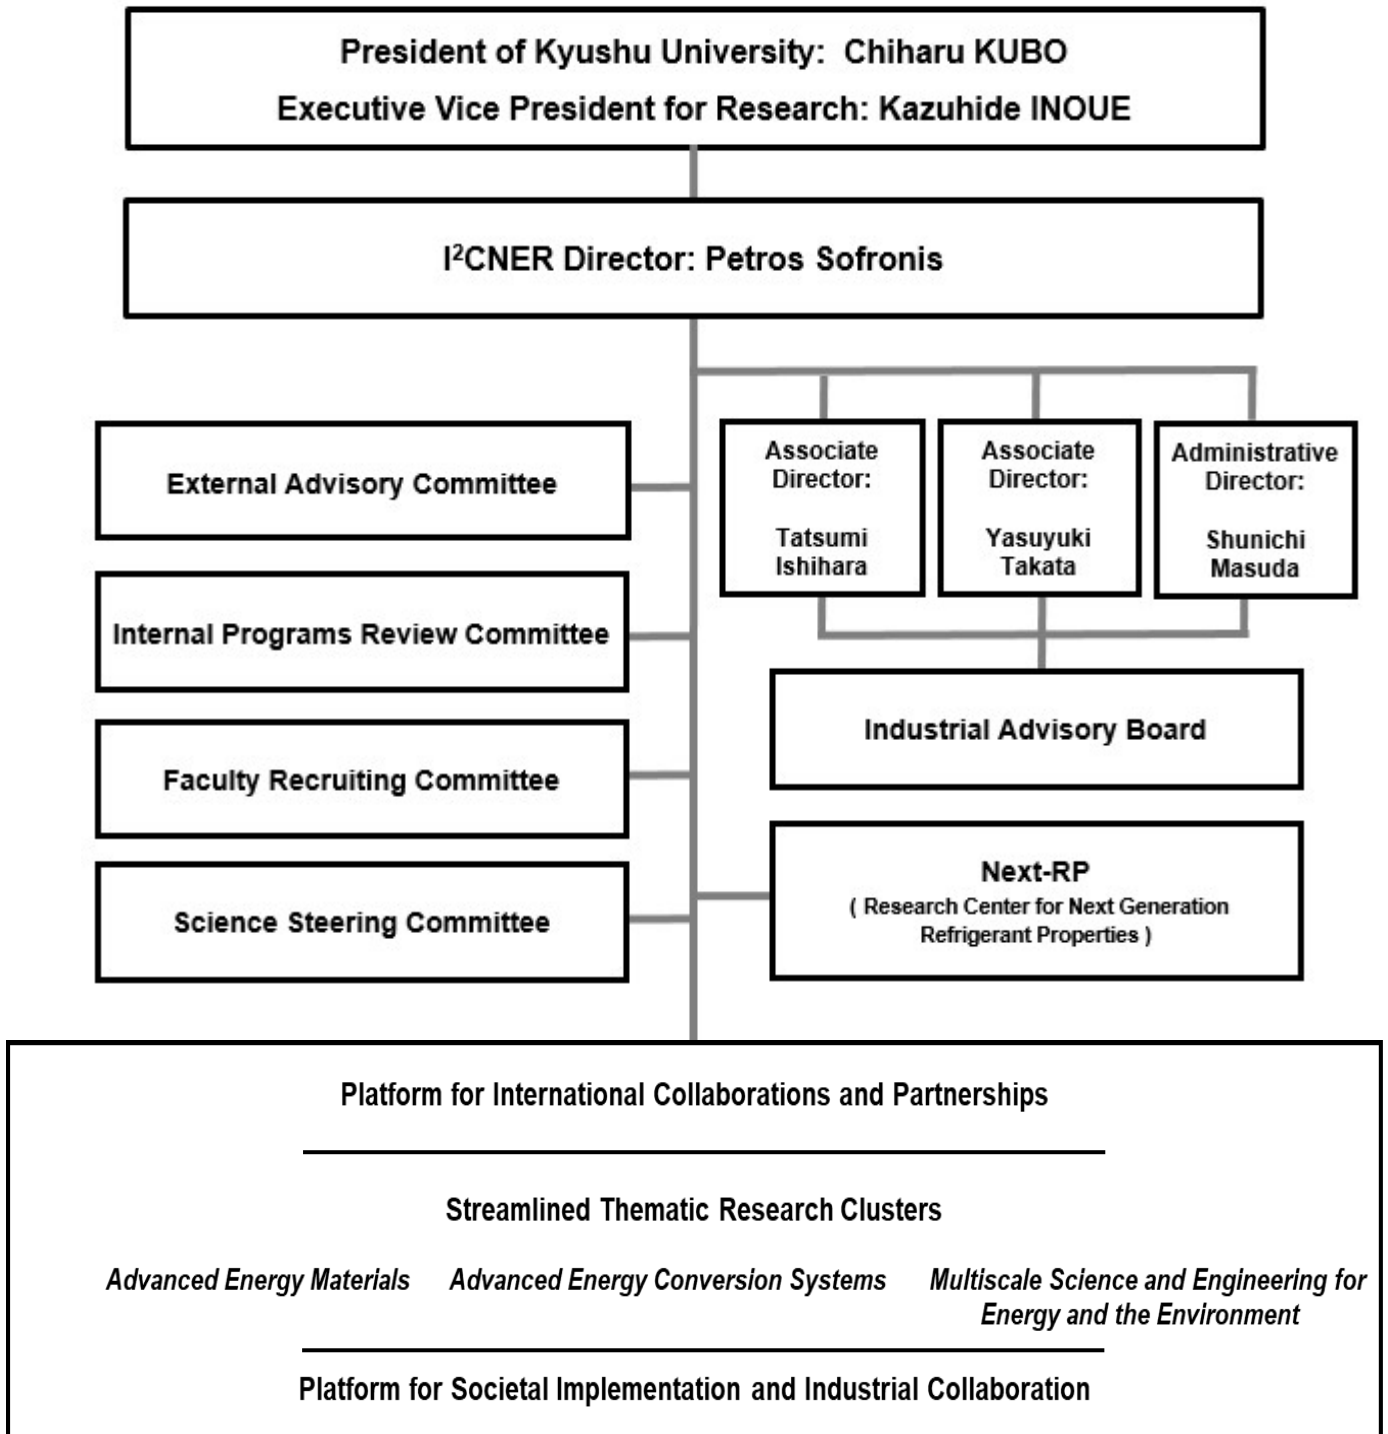 President of Kyushu University: Chiharu KUBO
Executive Vice President for Research: Kazuhide INOUE
I²CNER Director: Petros Sofronis
External Advisory Committee
Internal Programs Review Committee
Faculty Recruiting Committee
Science Steering Committee
Associate
Director:
Tatsumi
Ishihara
Associate
Director:
Yasuyuki
Takata
Administrative
Director:
Shunichi
Masuda
Industrial Advisory Board
Next-RP
( Research Center for Next Generation
Refrigerant Properties )
Platform for International Collaborations and Partnerships
Streamlined Thematic Research Clusters
Advanced Energy Materials
Advanced Energy Conversion Systems
Multiscale Science and Engineering for
Energy and the Environment
Platform for Societal Implementation and Industrial Collaboration